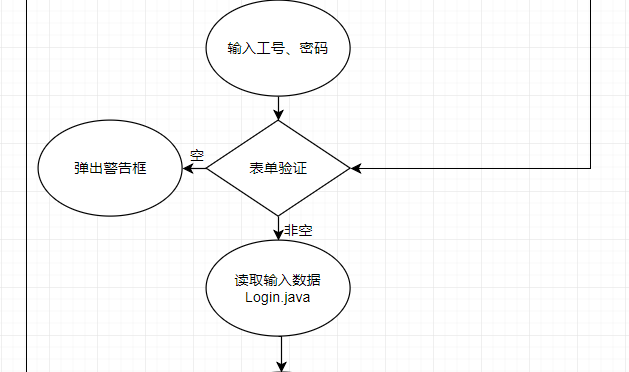 输入工号、密码
空
弹出警告框
表单验证
非空
读取输入数据
Login.java